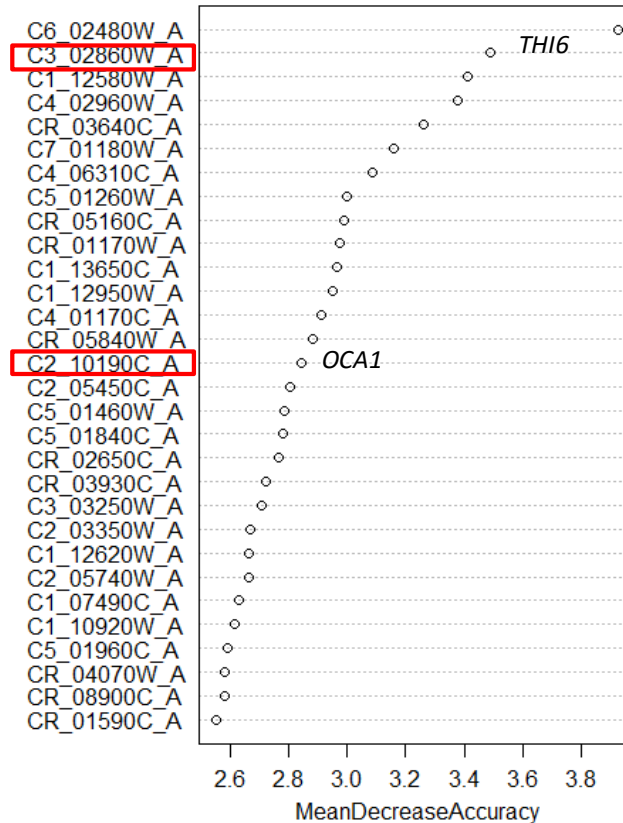 C6_02480W_A
C3_02860W_A THI6
C1_12580W_A
C4_02960W_A
CR_03640C_A
C7_01180W_A
C4_06310C_A
C5_01260W_A
CR_05160C_A
CR_01170W_A
C1_13650C_A
C1_12950W_A
C4_01170C_A
CR_05840W_A
C2_10190C_A OCA1
C2_05450C_A
C5_01460W_A
C5_01840C_A
CR_02650C_A
CR_03930C_A
C3_03250W_A
C2_03350W_A
C1_12620W_A
C2_05740W_A
C1_07490C_A
C1_10920W_A
C5_01960C_A
CR_04070W_A
CR_08900C_A
CR_01590C_A
2.6 2.8 3.0 3.2 3.4 3.6 3.8
MeanDecreaseAccuracy